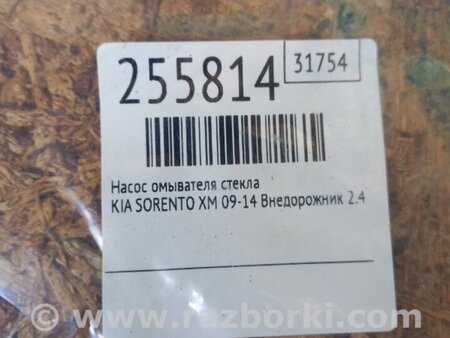 255814
31754
Насос омывателя стекла
KIA SORENTO XM 09-14 Внедорожник 2.4
© www.razborki.com